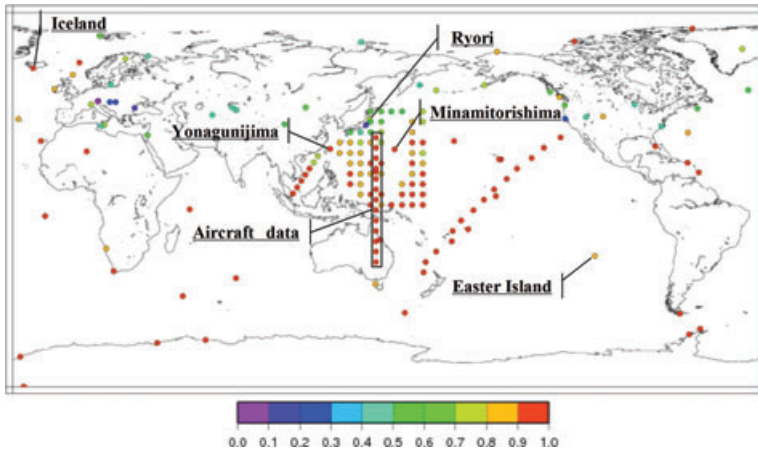 Iceland
Ryori
Yonagunijima
Minamitorishima
Aircraft data
Easter Island
0.0 0.1 0.2 0.3 0.4 0.5 0.6 0.7 0.8 0.9 1.0